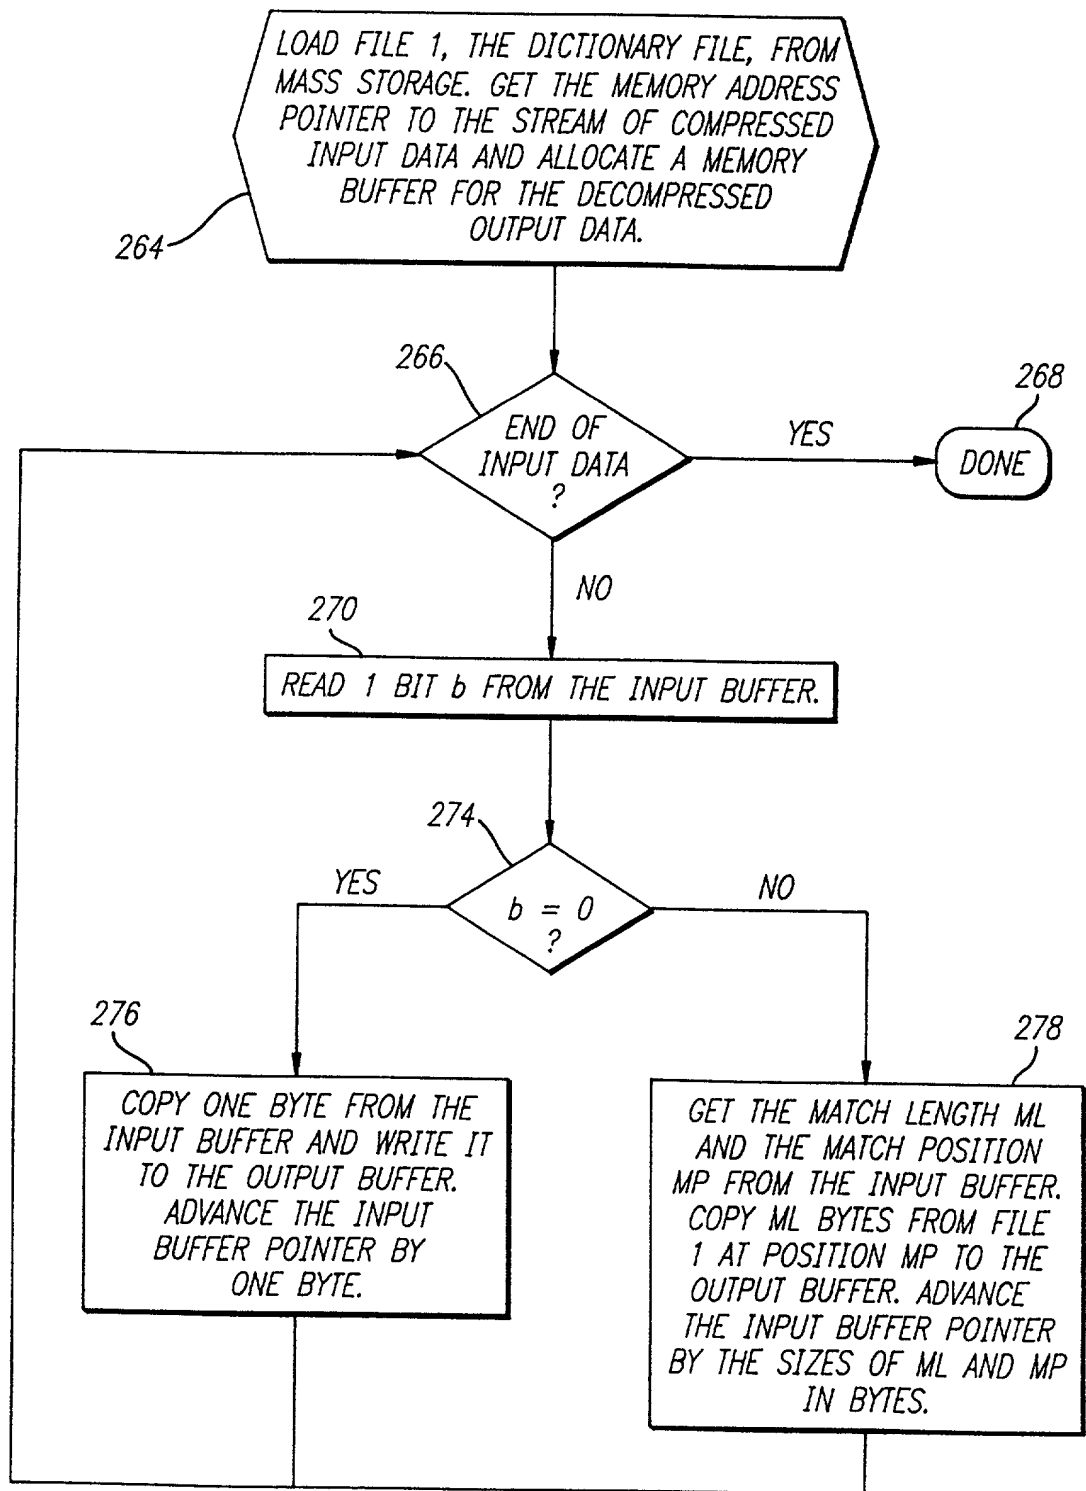 LOAD FILE 1, THE DICTIONARY FILE, FROM
MASS STORAGE. GET THE MEMORY ADDRESS
POINTER TO THE STREAM OF COMPRESSED
INPUT DATA AND ALLOCATE A MEMORY
BUFFER FOR THE DECOMPRESSED
OUTPUT DATA.
264
266
END OF
INPUT DATA
?
YES
268
DONE
NO
270
READ 1 BIT b FROM THE INPUT BUFFER.
274
YES
b = 0
?
NO
276
COPY ONE BYTE FROM THE
INPUT BUFFER AND WRITE IT
TO THE OUTPUT BUFFER.
ADVANCE THE INPUT
BUFFER POINTER BY
ONE BYTE.
278
GET THE MATCH LENGTH ML
AND THE MATCH POSITION
MP FROM THE INPUT BUFFER.
COPY ML BYTES FROM FILE
1 AT POSITION MP TO THE
OUTPUT BUFFER. ADVANCE
THE INPUT BUFFER POINTER
BY THE SIZES OF ML AND MP
IN BYTES.